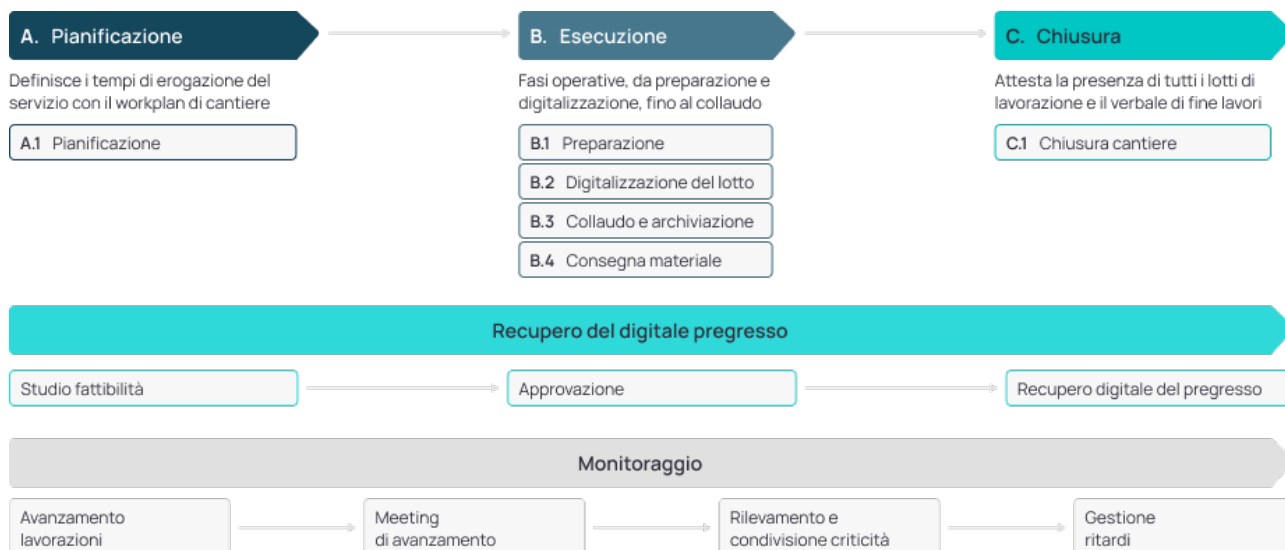 A. Pianificazione
Definisce i tempi di erogazione del
servizio con il workplan di cantiere
A.1 Pianificazione
B. Esecuzione
Fasi operative, da preparazione e
digitalizzazione, fino al collaudo
B.1 Preparazione
B.2 Digitalizzazione del lotto
B.3 Collaudo e archiviazione
B.4 Consegna materiale
C. Chiusura
Attesta la presenza di tutti i lotti di
lavorazione e il verbale di fine lavori
C.1 Chiusura cantiere
Recupero del digitale pregresso
Studio fattibilità
Approvazione
Recupero digitale del pregresso
Monitoraggio
Avanzamento
lavorazioni
Meeting
di avanzamento
Rilevamento e
condivisione criticità
Gestione
ritardi